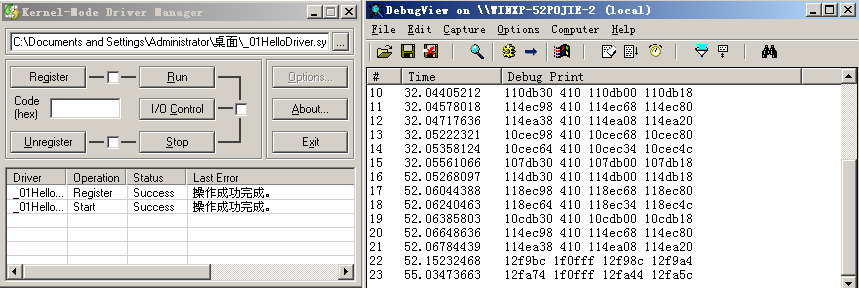 Kernel-Mode Driver Manager
C:\Documents and Settings\Administrator\桌面\_01HelloDriver.sy ...
Register Run Options...
Code (hex) I/O Control About...
Unregister Stop Exit
Driver Operation Status Last Error
_01Hello... Register Success 操作成功完成。
_01Hello... Start Success 操作成功完成。
DebugView on \\WINXP-52POJIE-2 (local)
File Edit Capture Options Computer Help
# Time Debug Print
10 32.04405212 110db30 410 110db00 110db18
11 32.04578018 114ec98 410 114ec68 114ec80
12 32.04717636 114ea38 410 114ea08 114ea20
13 32.05222321 10cec98 410 10cec68 10cec80
14 32.05358124 10cec64 410 10cec34 10cec4c
15 32.05561066 107db30 410 107db00 107db18
16 52.05268097 114db30 410 114db00 114db18
17 52.06044388 118ec98 410 118ec68 118ec80
18 52.06240463 118ec64 410 118ec34 118ec4c
19 52.06385803 10cdb30 410 10cdb00 10cdb18
20 52.06648636 114ec98 410 114ec68 114ec80
21 52.06784439 114ea38 410 114ea08 114ea20
22 52.15232468 12f9bc 1f0fff 12f98c 12f9a4
23 55.03473663 12fa74 1f0fff 12fa44 12fa5c